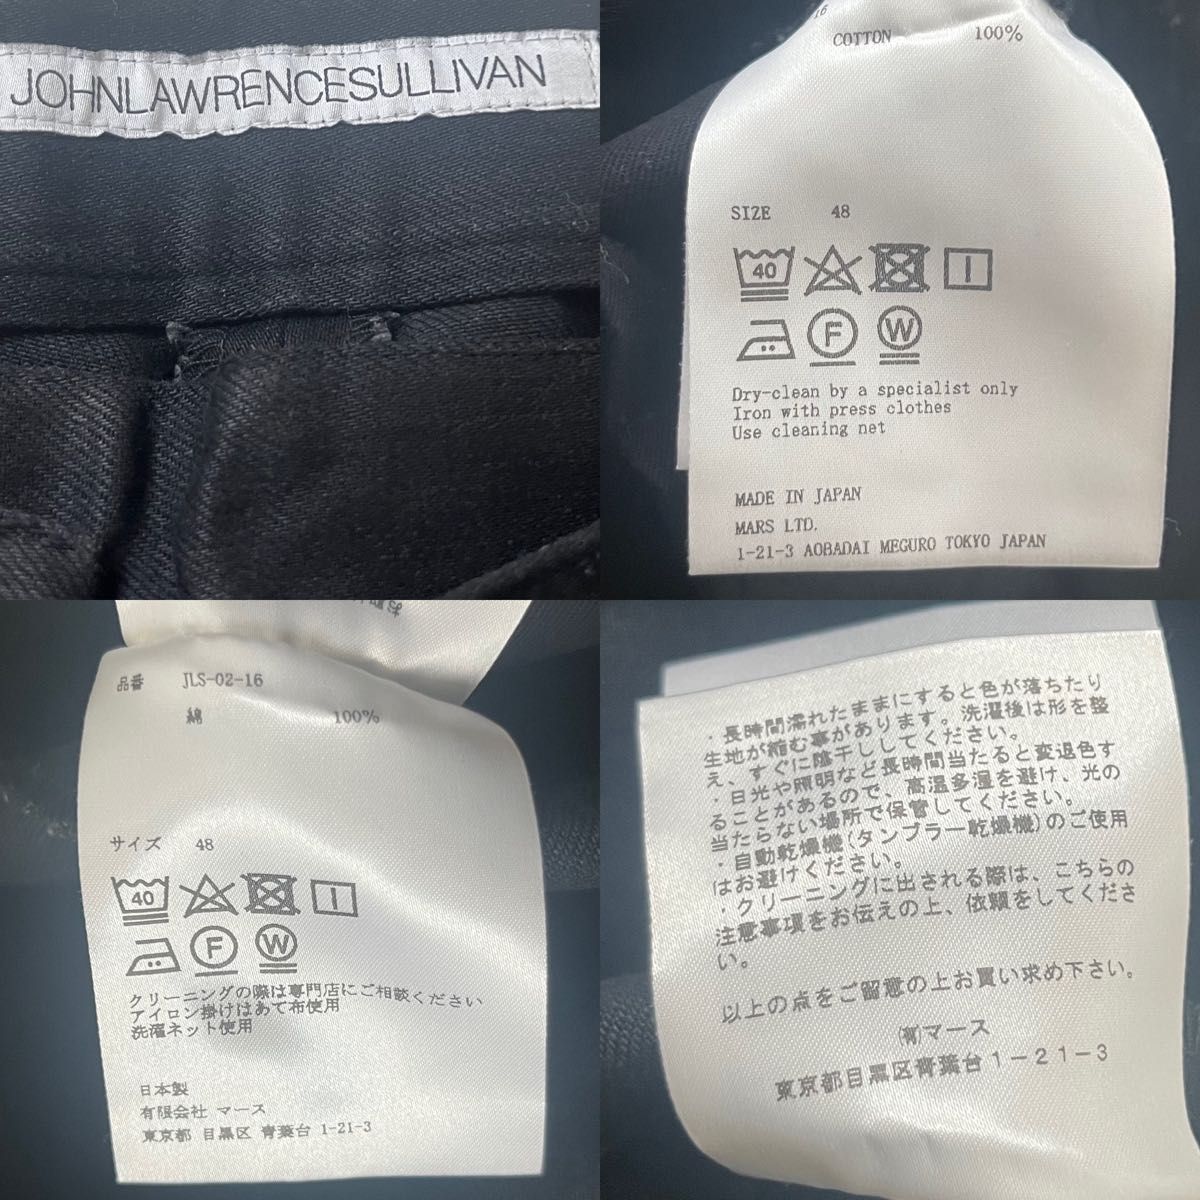 JOHNLAWRENCESULLIVAN
16
COTTON 100%
SIZE 48
40
F W
Dry-clean by a specialist only
Iron with press clothes
Use cleaning net
MADE IN JAPAN
MARS LTD.
1-21-3 AOBADAI MEGURO TOKYO JAPAN
品番 JLS-02-16
綿 100%
サイズ 48
40
F W
クリーニングの際は専門店にご相談ください
アイロン掛けはあて布使用
洗濯ネット使用
日本製
有限会社 マース
東京都 目黒区 青葉台 1-21-3
・長時間濡れたままにすると色が落ちたり
生地が縮む事があります。洗濯後は形を整
え、すぐに陰干ししてください。
・日光や照明など長時間当たると変退色す
ることがあるので、高温多湿を避け、光の
当たらない場所で保管してください。
・自動乾燥機(タンブラー乾燥機)のご使用
はお避けください。
・クリーニングに出される際は、こちらの
注意事項をお伝えの上、依頼をしてくださ
い。
以上の点をご留意の上お買い求め下さい。
㈲マース
東京都目黒区青葉台1-21-3